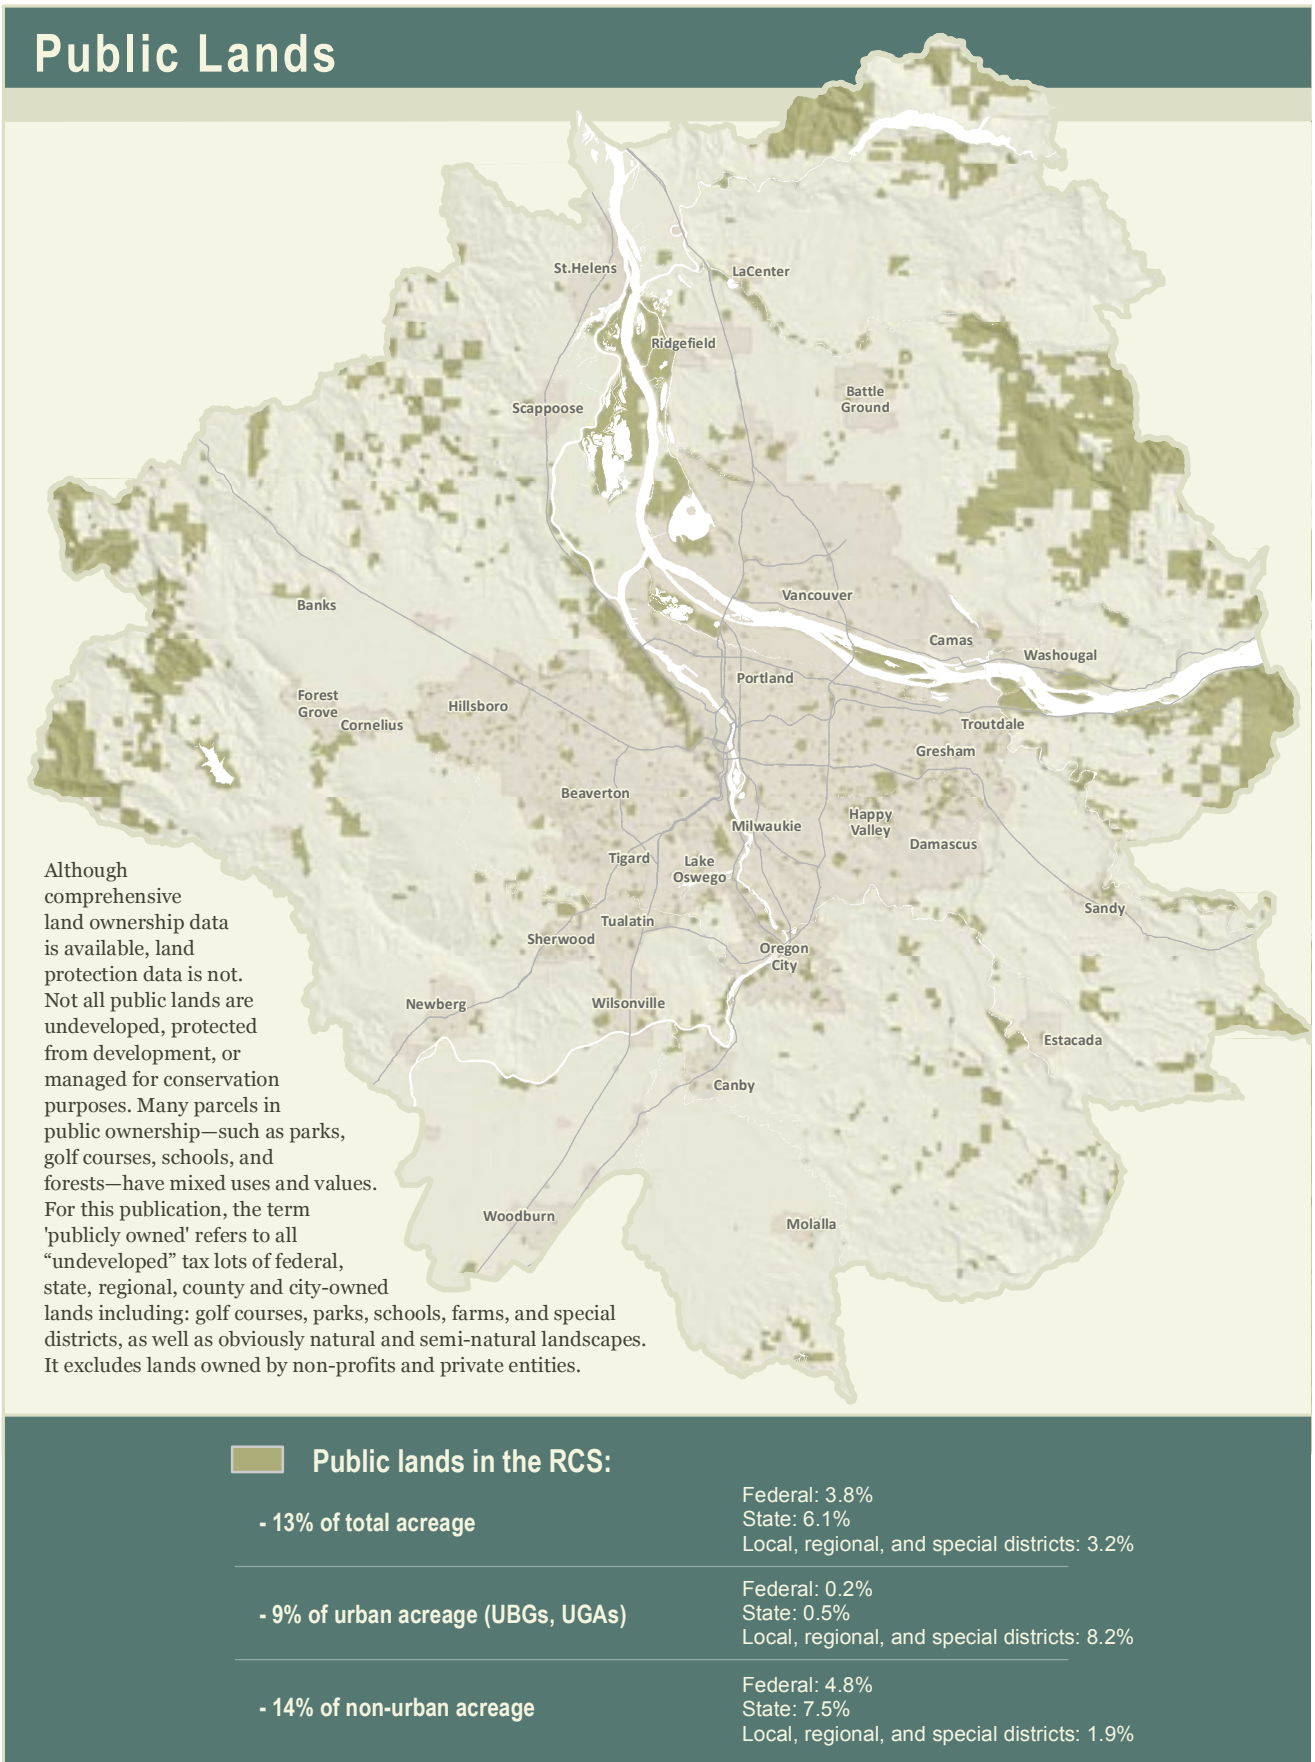 Public Lands
St.Helens
LaCenter
Ridgefield
Battle
Ground
Scappoose
Vancouver
Banks
Camas
Washougal
Portland
Forest
Grove
Cornelius
Hillsboro
Troutdale
Gresham
Beaverton
Milwaukie
Happy
Valley
Damascus
Tigard
Lake
Oswego
Sandy
Tualatin
Sherwood
Oregon
City
Newberg
Wilsonville
Estacada
Canby
Woodburn
Molalla
Although
comprehensive
land ownership data
is available, land
protection data is not.
Not all public lands are
undeveloped, protected
from development, or
managed for conservation
purposes. Many parcels in
public ownership—such as parks,
golf courses, schools, and
forests—have mixed uses and values.
For this publication, the term
'publicly owned' refers to all
“undeveloped” tax lots of federal,
state, regional, county and city-owned
lands including: golf courses, parks, schools, farms, and special
districts, as well as obviously natural and semi-natural landscapes.
It excludes lands owned by non-profits and private entities.
Public lands in the RCS:
- 13% of total acreage
Federal: 3.8%
State: 6.1%
Local, regional, and special districts: 3.2%
- 9% of urban acreage (UBGs, UGAs)
Federal: 0.2%
State: 0.5%
Local, regional, and special districts: 8.2%
- 14% of non-urban acreage
Federal: 4.8%
State: 7.5%
Local, regional, and special districts: 1.9%